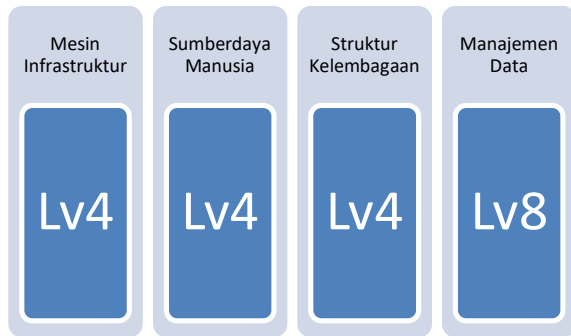 Mesin
Infrastruktur
Lv4
Sumberdaya
Manusia
Lv4
Struktur
Kelembagaan
Lv4
Manajemen
Data
Lv8